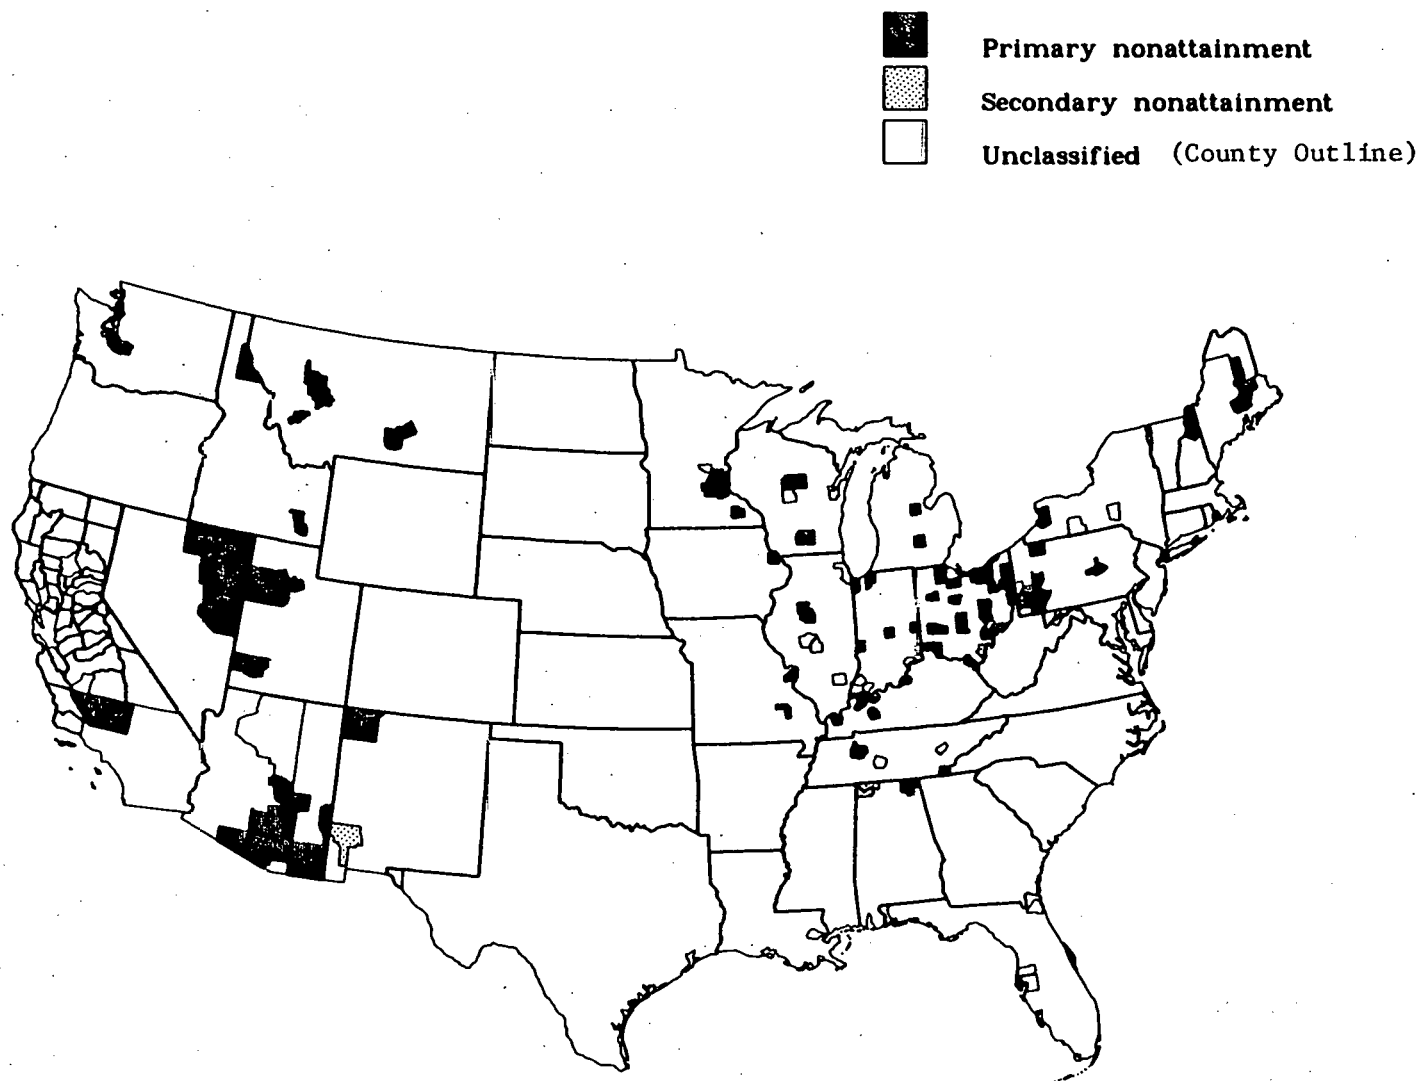 Primary nonattainment
Secondary nonattainment
Unclassified (County Outline)